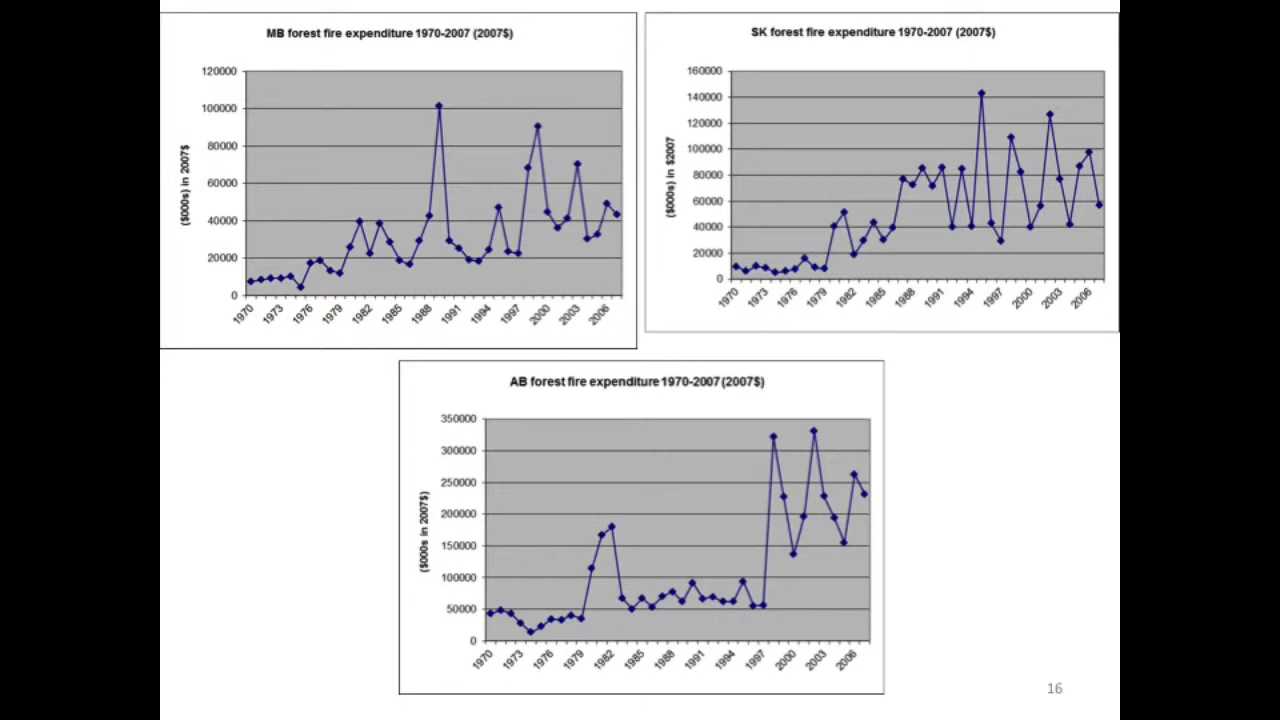 MB forest fire expenditure 1970-2007 (2007$)
120000
100000
80000
60000
40000
20000
0
($000s) in 2007$
1970 1973 1976 1979 1982 1985 1988 1991 1994 1997 2000 2003 2006
SK forest fire expenditure 1970-2007 (2007$)
160000
140000
120000
100000
80000
60000
40000
20000
0
($000s) in $2007
1970 1973 1976 1979 1982 1985 1988 1991 1994 1997 2000 2003 2006
AB forest fire expenditure 1970-2007 (2007$)
350000
300000
250000
200000
150000
100000
50000
0
($000s in 2007$)
1970 1973 1976 1979 1982 1985 1988 1991 1994 1997 2000 2003 2006
16